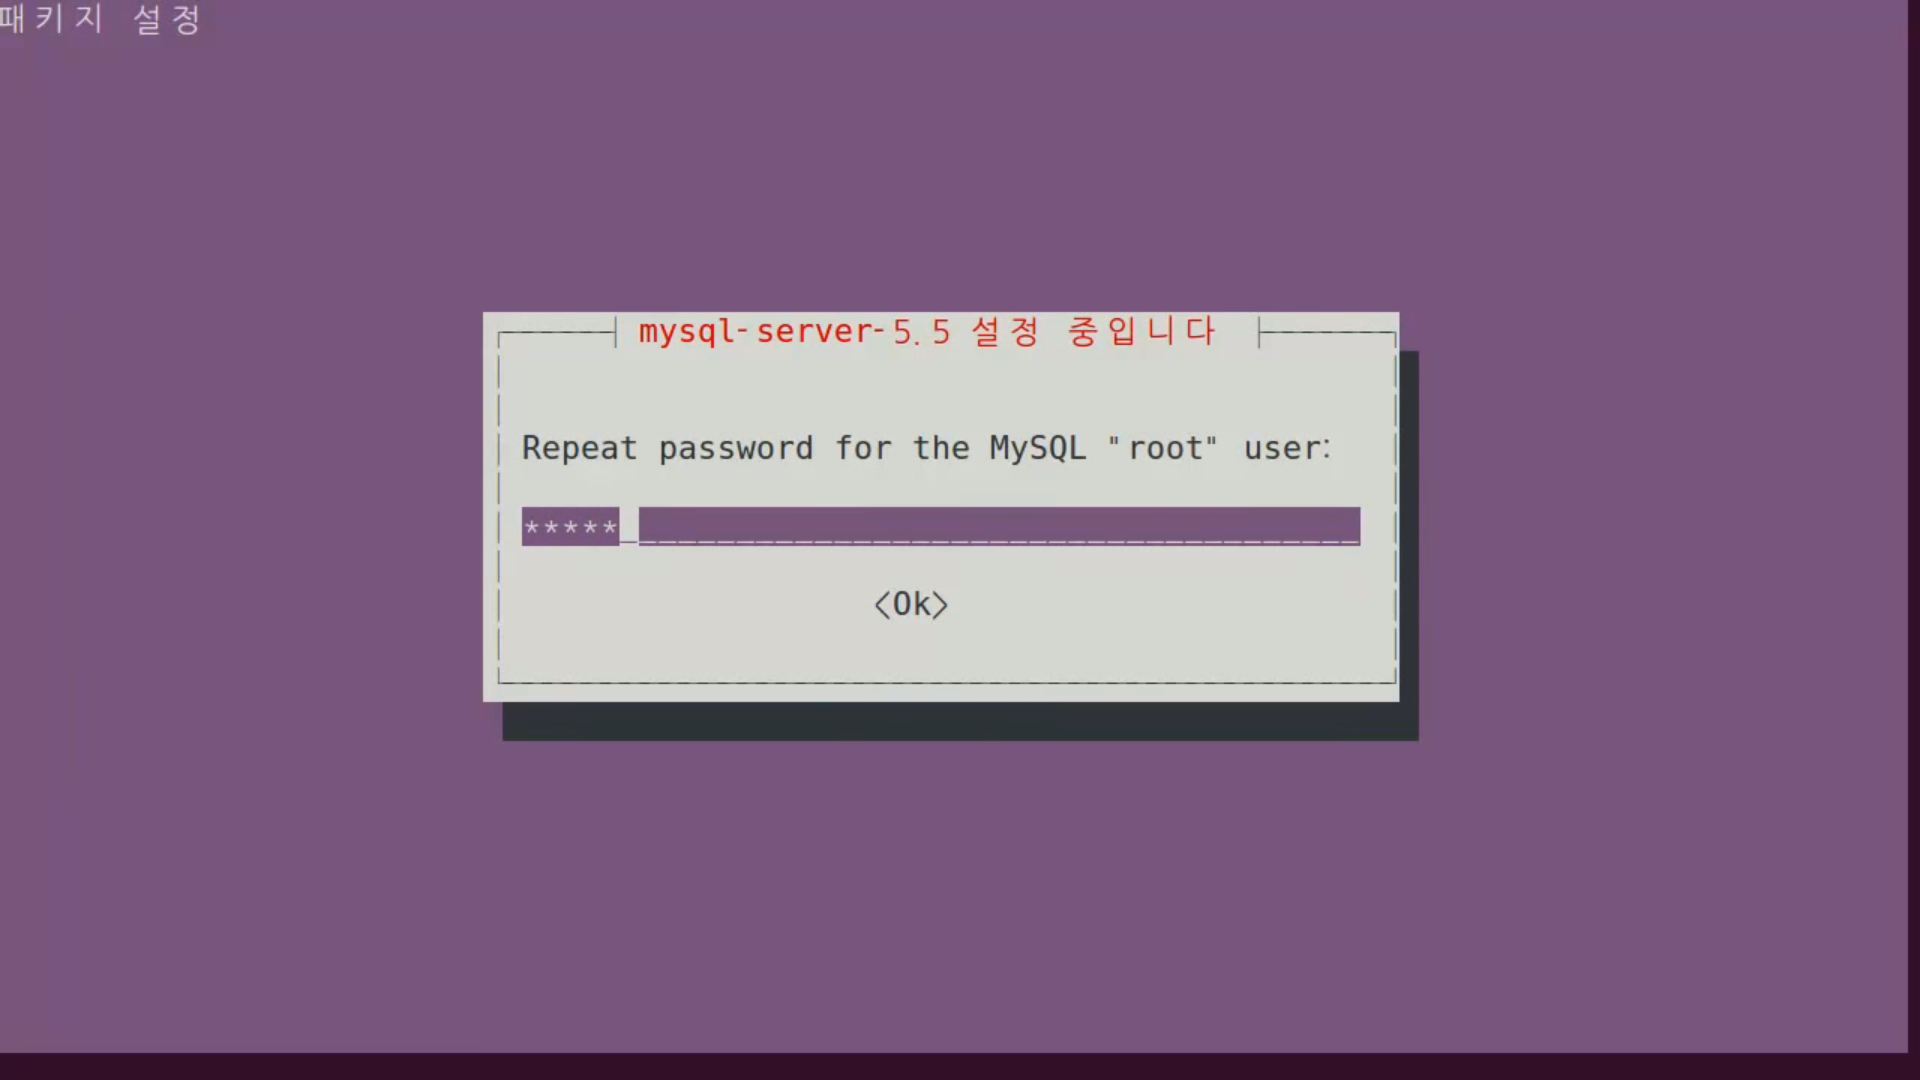 패키지 설정
mysql-server-5.5 설정 중입니다
Repeat password for the MySQL "root" user:
*****_____________________________________
<Ok>